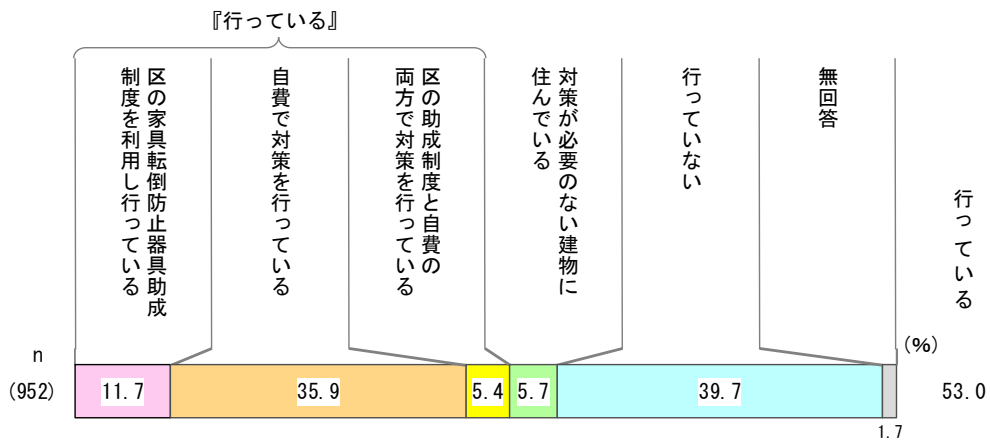 『行っている』
区の家具転倒防止器具助成
制度を利用し行っている
自費で対策を行っている
区の助成制度と自費の
両方で対策を行っている
対策が必要のない建物に
住んでいる
行っていない
無回答
行っている
n
(%)
(952)
11.7
35.9
5.4
5.7
39.7
53.0
1.7